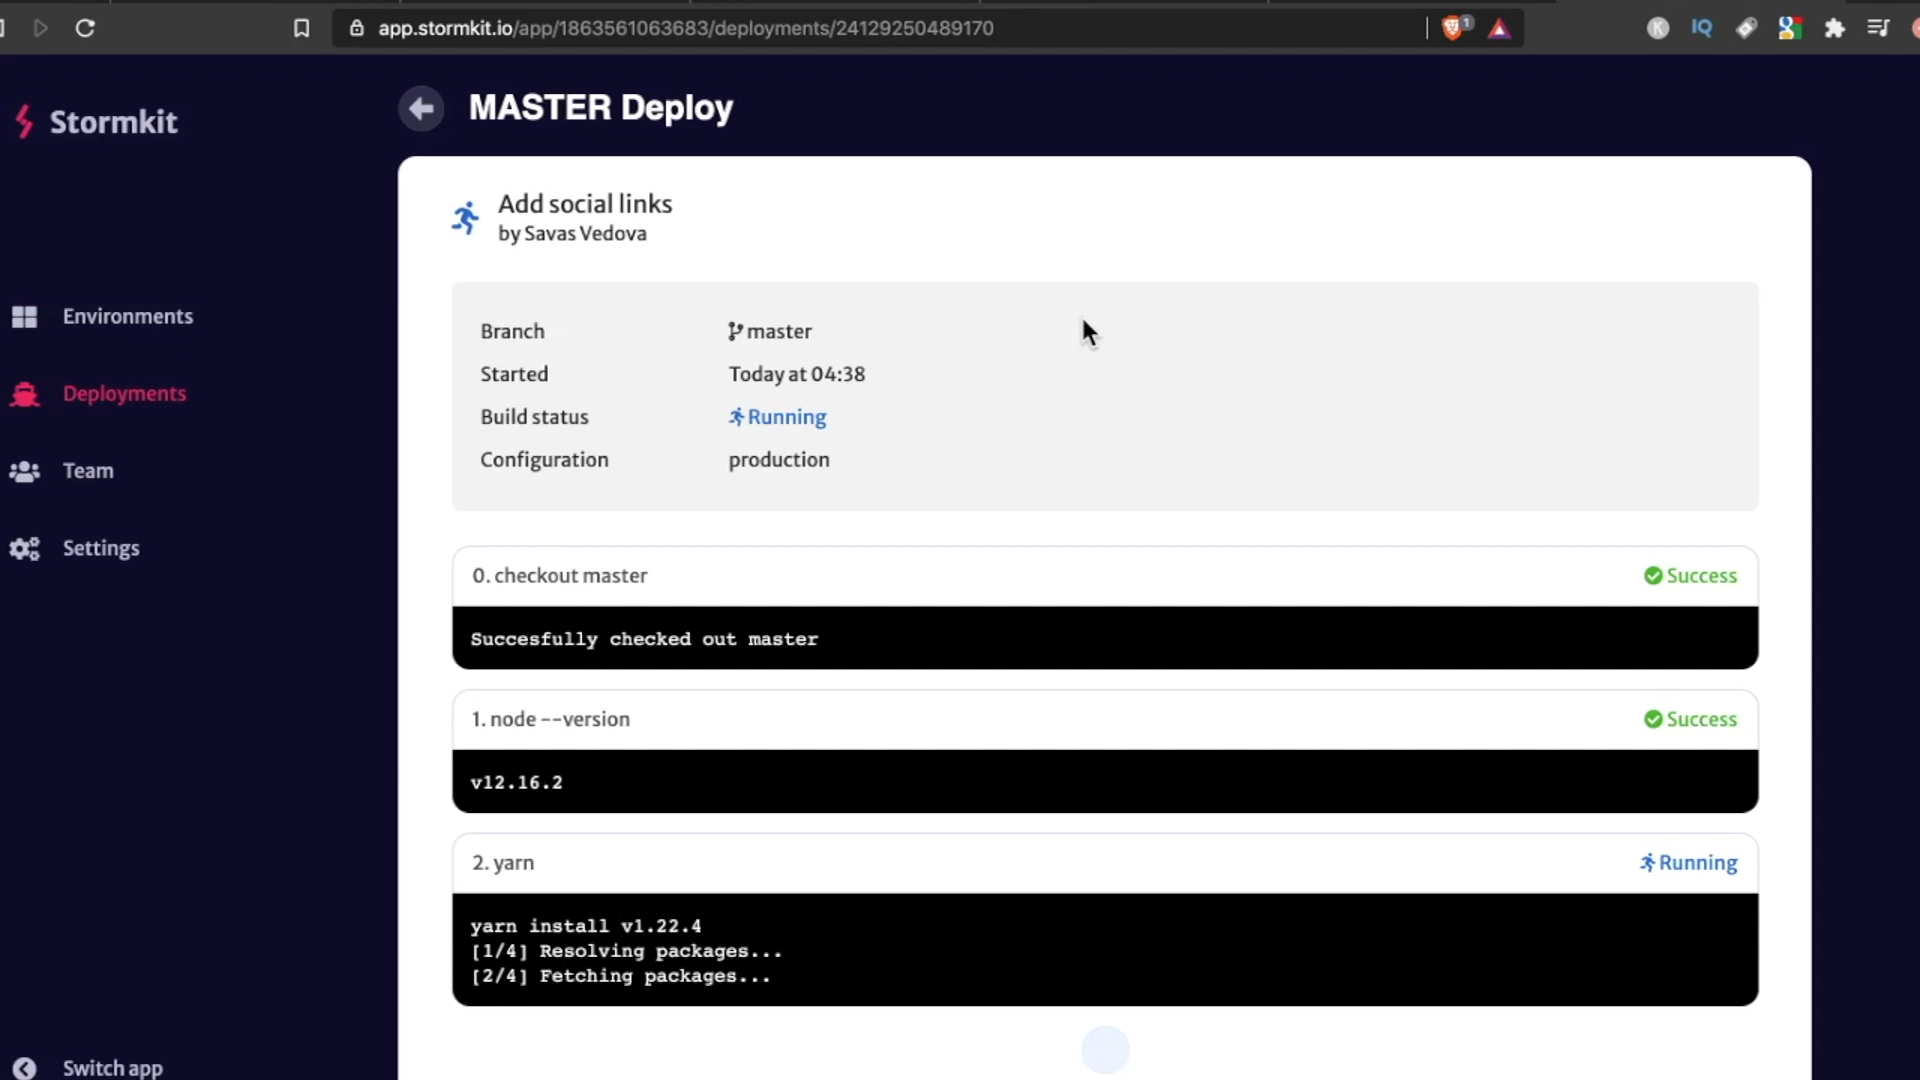 app.stormkit.io/app/1863561063683/deployments/24129250489170
1
K
IQ
Stormkit
MASTER Deploy
Add social links
by Savas Vedova
Environments
Deployments
Team
Settings
Switch app
Branch master
Started Today at 04:38
Build status Running
Configuration production
0. checkout master Success
Succesfully checked out master
1. node --version Success
v12.16.2
2. yarn Running
yarn install v1.22.4
[1/4] Resolving packages...
[2/4] Fetching packages...